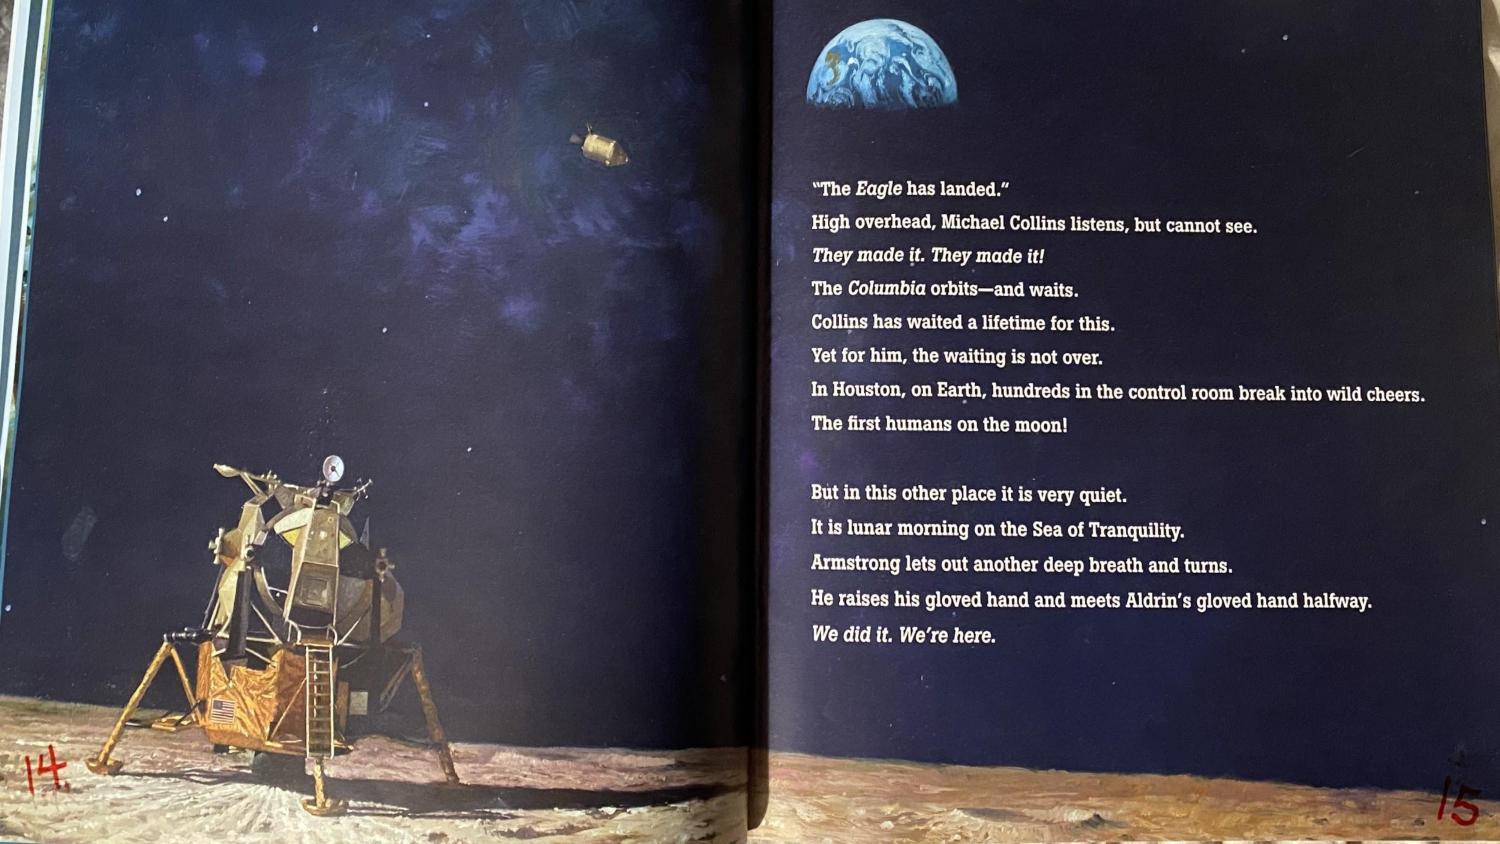 "The Eagle has landed."
High overhead, Michael Collins listens, but cannot see.
They made it. They made it!
The Columbia orbits—and waits.
Collins has waited a lifetime for this.
Yet for him, the waiting is not over.
In Houston, on Earth, hundreds in the control room break into wild cheers.
The first humans on the moon!
But in this other place it is very quiet.
It is lunar morning on the Sea of Tranquility.
Armstrong lets out another deep breath and turns.
He raises his gloved hand and meets Aldrin's gloved hand halfway.
We did it. We're here.
14
15